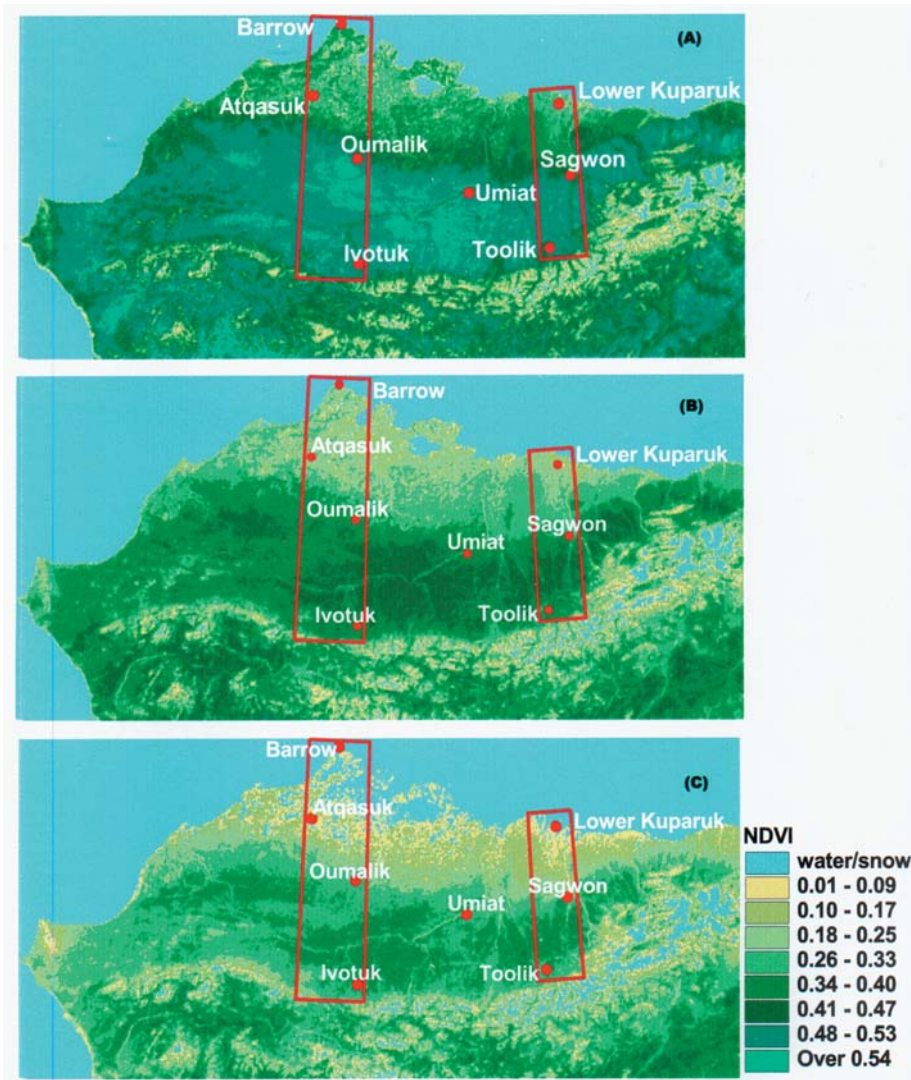 Barrow
(A)
Atqasuk
Lower Kuparuk
Oumalik
Sagwon
Umiat
Ivotuk
Toolik
Barrow
(B)
Atqasuk
Lower Kuparuk
Oumalik
Sagwon
Umiat
Ivotuk
Toolik
Barrow
(C)
Atqasuk
Lower Kuparuk
Oumalik
Sagwon
Umiat
Ivotuk
Toolik
NDVI
water/snow
0.01 - 0.09
0.10 - 0.17
0.18 - 0.25
0.26 - 0.33
0.34 - 0.40
0.41 - 0.47
0.48 - 0.53
Over 0.54